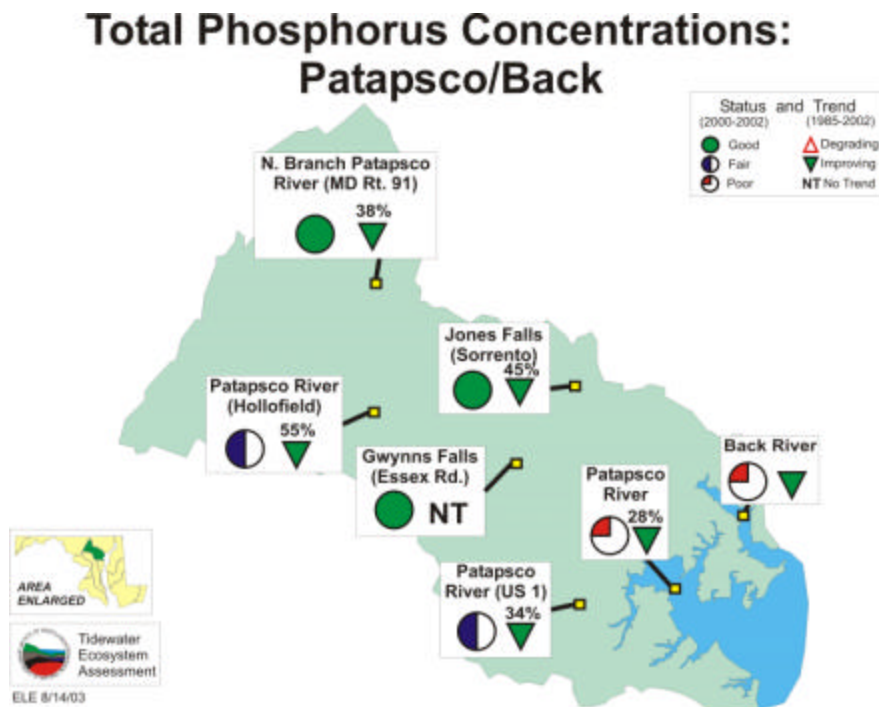 Total Phosphorus Concentrations:
Patapsco/Back
Status and Trend
(2000-2002) (1985-2002)
Good Degrading
Fair Improving
Poor NT No Trend
N. Branch Patapsco
River (MD Rt. 91)
38%
Jones Falls
(Sorrento)
45%
Patapsco River
(Hollofield)
55%
Gwynns Falls
(Essex Rd.)
NT
Back River
Patapsco
River
28%
Patapsco
River (US 1)
34%
AREA
ENLARGED
Tidewater
Ecosystem
Assessment
ELE 8/14/03